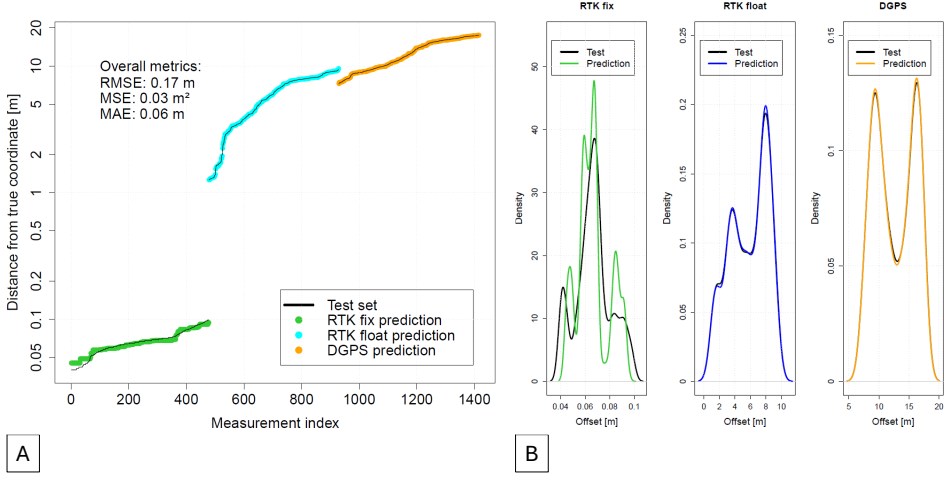 Distance from true coordinate [m]
20
10
5
2
1
0.5
0.2
0.1
0.05
Overall metrics:
RMSE: 0.17 m
MSE: 0.03 m²
MAE: 0.06 m
Test set
RTK fix prediction
RTK float prediction
DGPS prediction
0 200 400 600 800 1000 1200 1400
Measurement index
A
RTK fix
Test
Prediction
Density
50
40
30
20
10
0
0.04 0.06 0.08 0.1
Offset [m]
RTK float
Test
Prediction
Density
0.25
0.2
0.15
0.1
0.05
0
0 2 4 6 8 10
Offset [m]
DGPS
Test
Prediction
Density
0.15
0.1
0.05
0
5 10 15 20
Offset [m]
B